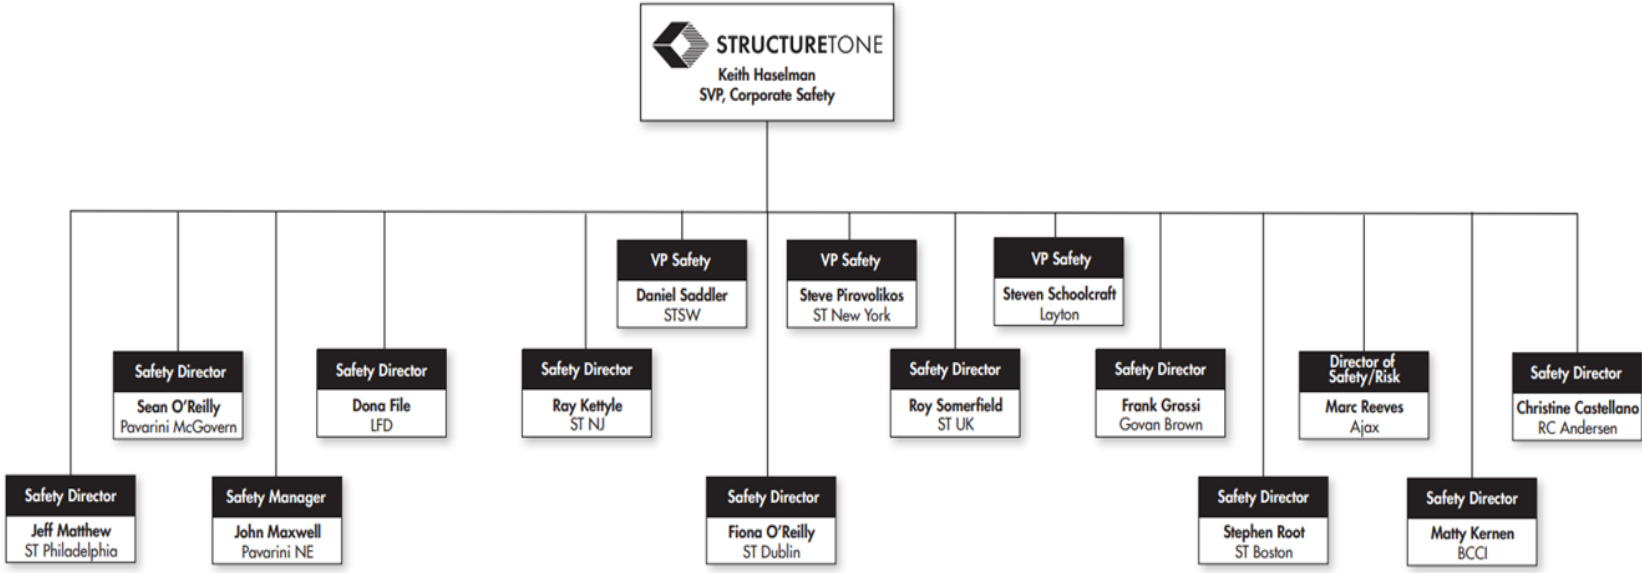 STRUCTURETONE
Keith Haselman
SVP, Corporate Safety
VP Safety
Daniel Saddler
STSW
VP Safety
Steve Pirovolikos
ST New York
VP Safety
Steven Schoolcraft
Layton
Safety Director
Sean O'Reilly
Pavarini McGovern
Safety Director
Dona File
LFD
Safety Director
Ray Kettyle
ST NJ
Safety Director
Roy Somerfield
ST UK
Safety Director
Frank Grossi
Govan Brown
Director of
Safety/Risk
Marc Reeves
Ajax
Safety Director
Christine Castellano
RC Andersen
Safety Director
Jeff Matthew
ST Philadelphia
Safety Manager
John Maxwell
Pavarini NE
Safety Director
Fiona O'Reilly
ST Dublin
Safety Director
Stephen Root
ST Boston
Safety Director
Matty Kernen
BCCI